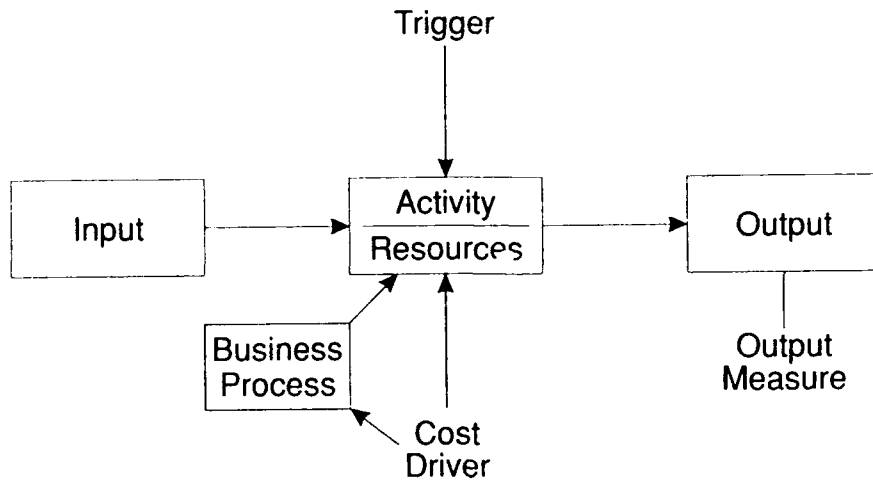 Trigger
Input
Activity
Resources
Output
Business
Process
Cost
Driver
Output
Measure